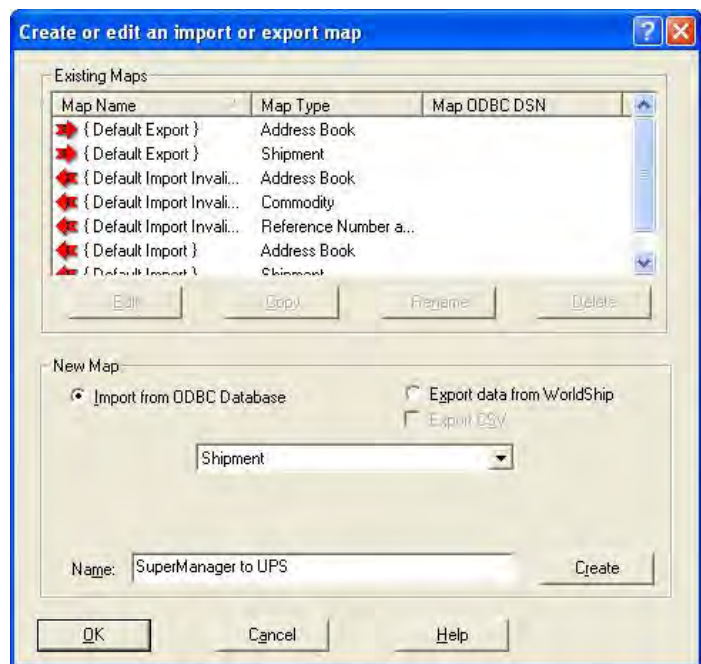 Create or edit an import or export map
Existing Maps
Map Name Map Type Map ODBC DSN
{ Default Export } Address Book
{ Default Export } Shipment
{ Default Import Invali... Address Book
{ Default Import Invali... Commodity
{ Default Import Invali... Reference Number a...
{ Default Import } Address Book
{ Default Import } Shipment
Edit Copy Rename Delete
New Map
Import from ODBC Database Export data from WorldShip
Export CSV
Shipment
Name: SuperManager to UPS Create
OK Cancel Help